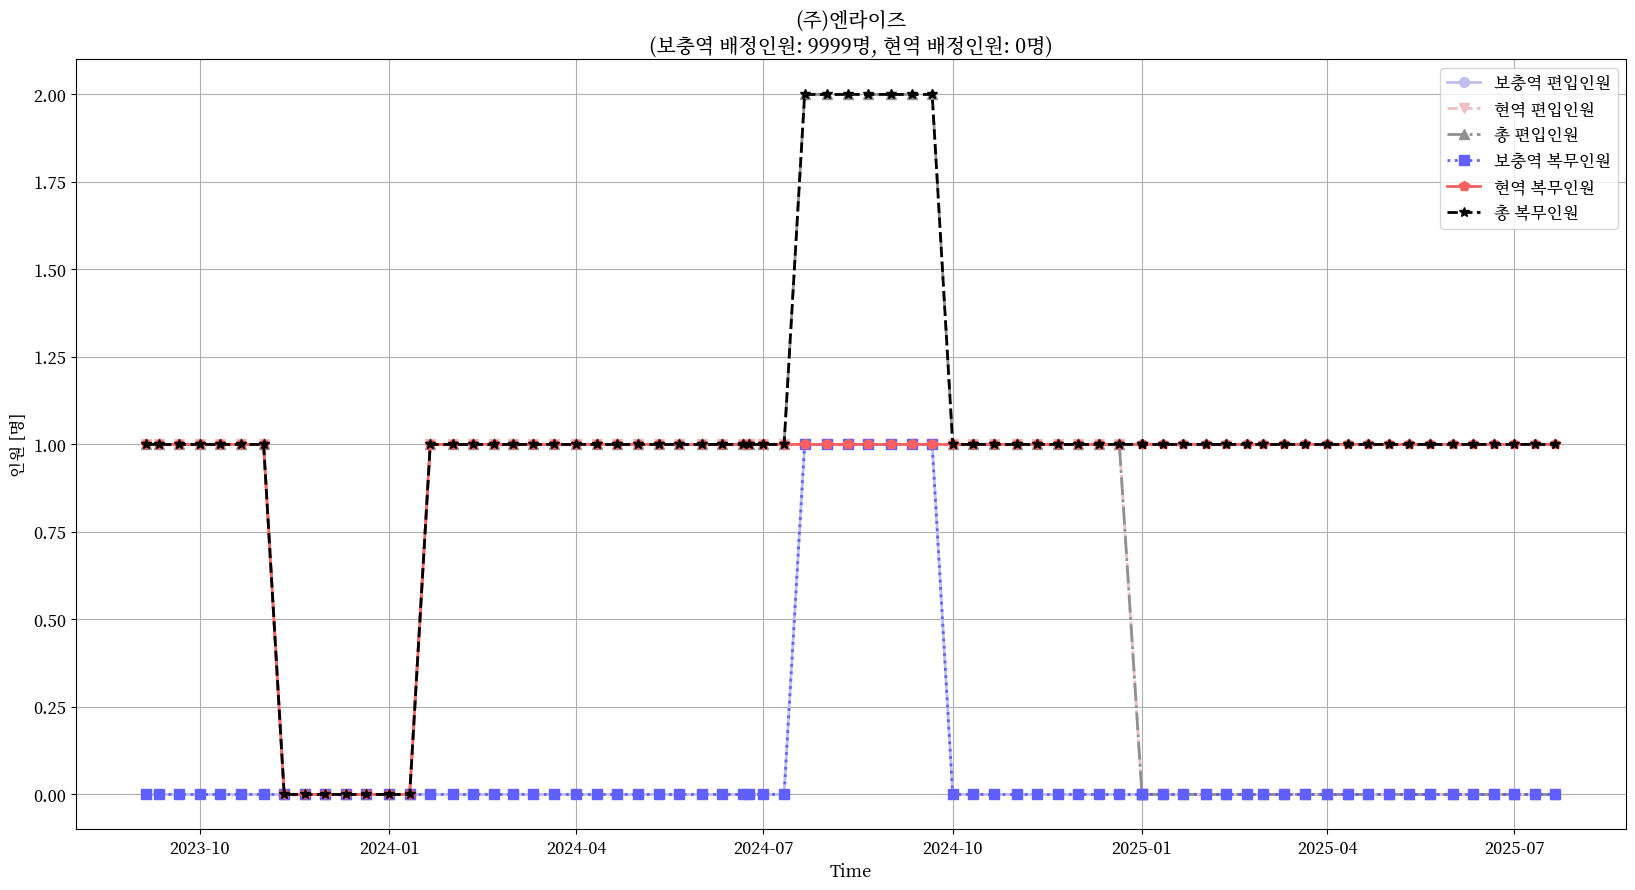 (주)엔라이즈
(보충역 배정인원: 9999명, 현역 배정인원: 0명)
보충역 편입인원
현역 편입인원
총 편입인원
보충역 복무인원
현역 복무인원
총 복무인원
2.00
1.75
1.50
1.25
1.00
0.75
0.50
0.25
0.00
인원 [명]
2023-10 2024-01 2024-04 2024-07 2024-10 2025-01 2025-04 2025-07
Time